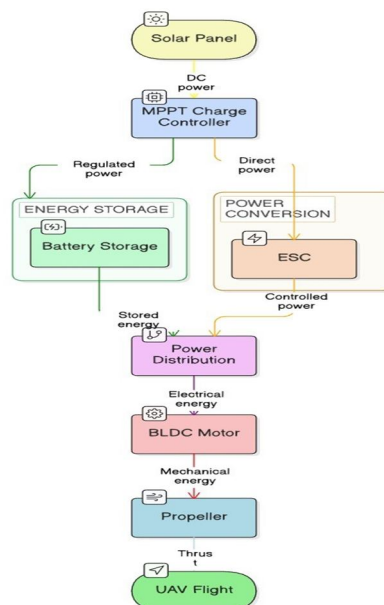 Solar Panel
DC
power
MPPT Charge
Controller
Regulated
power
Direct
power
ENERGY STORAGE
Battery Storage
POWER
CONVERSION
ESC
Stored
energy
Controlled
power
Power
Distribution
Electrical
energy
BLDC Motor
Mechanical
energy
Propeller
Thrus
t
UAV Flight